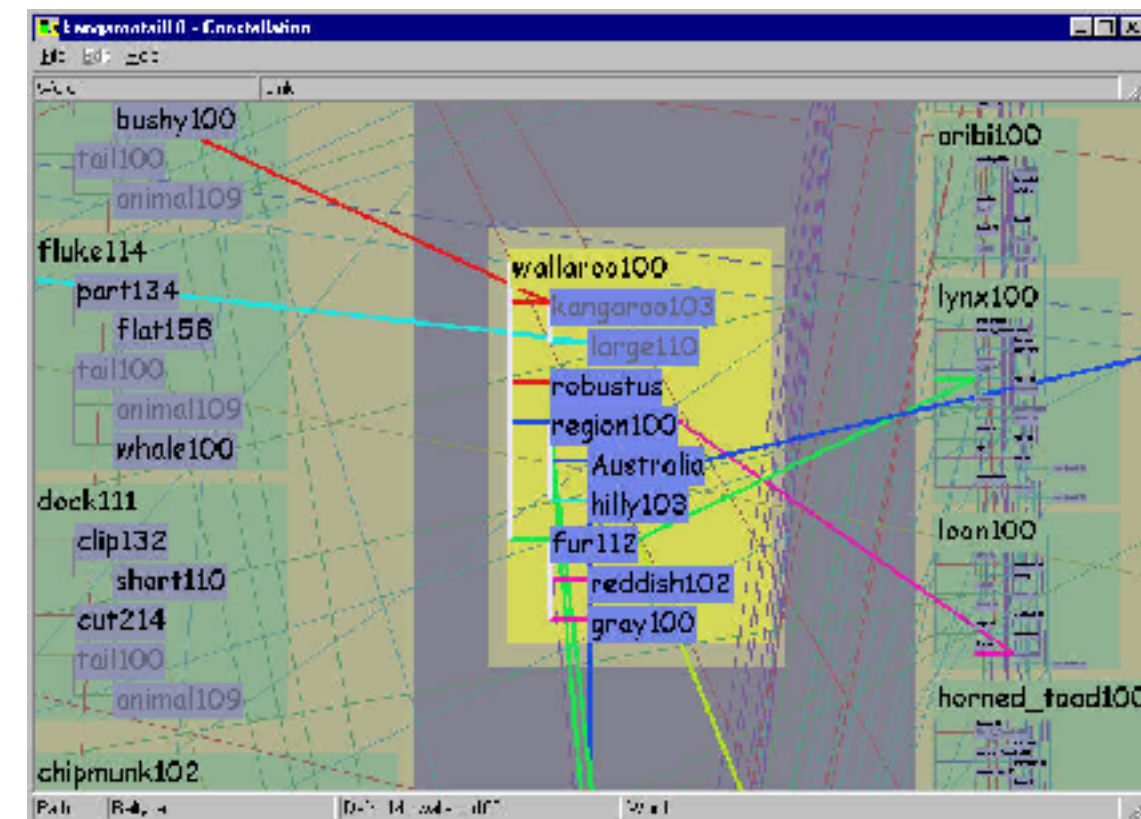 Constellation
bushy100
tail100
animal109
fluke114
part134
flat156
tail100
animal109
whale100
dock111
clip132
short110
cut214
tail100
animal109
chipmunk102
wallaroo100
kangaroo103
large110
robustus
region100
Australia
hilly103
fur112
reddish102
gray100
oribi100
lynx100
loan100
horned_toad100